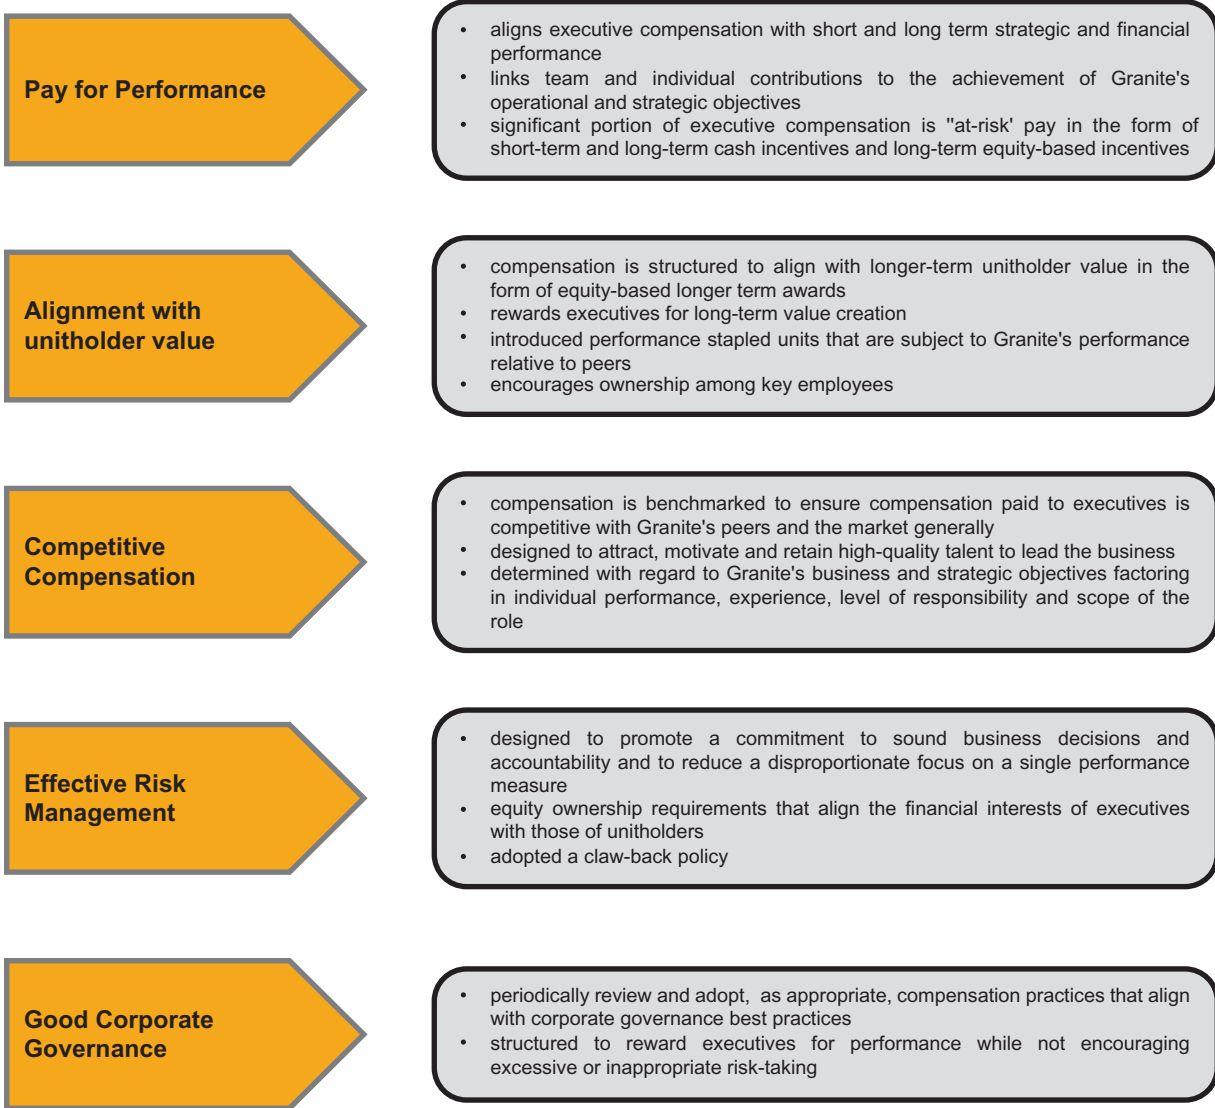 Pay for Performance
• aligns executive compensation with short and long term strategic and financial
performance
• links team and individual contributions to the achievement of Granite's
operational and strategic objectives
• significant portion of executive compensation is "at-risk' pay in the form of
short-term and long-term cash incentives and long-term equity-based incentives
Alignment with
unitholder value
• compensation is structured to align with longer-term unitholder value in the
form of equity-based longer term awards
• rewards executives for long-term value creation
• introduced performance stapled units that are subject to Granite's performance
relative to peers
• encourages ownership among key employees
Competitive
Compensation
• compensation is benchmarked to ensure compensation paid to executives is
competitive with Granite's peers and the market generally
• designed to attract, motivate and retain high-quality talent to lead the business
• determined with regard to Granite's business and strategic objectives factoring
in individual performance, experience, level of responsibility and scope of the
role
Effective Risk
Management
• designed to promote a commitment to sound business decisions and
accountability and to reduce a disproportionate focus on a single performance
measure
• equity ownership requirements that align the financial interests of executives
with those of unitholders
• adopted a claw-back policy
Good Corporate
Governance
• periodically review and adopt, as appropriate, compensation practices that align
with corporate governance best practices
• structured to reward executives for performance while not encouraging
excessive or inappropriate risk-taking